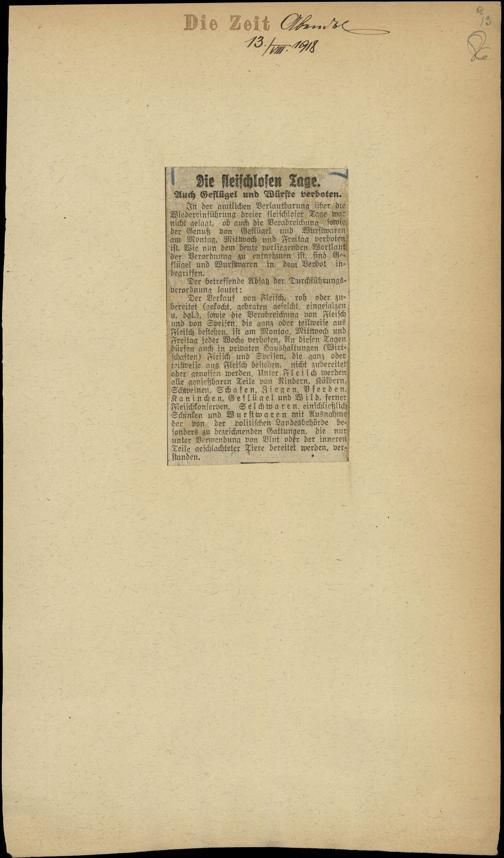 Die Zeit Abendbl
13./VIII. 1918
Die fleischlosen Tage.
Auch Geflügel und Würste verboten.
In der amtlichen Verlautbarung über die
Wiedereinführung dreier fleischloser Tage war
nicht gesagt, ob auch die Verabreichung sowie
der Genuß von Geflügel und Wurstwaren
am Montag, Mittwoch und Freitag verboten
ist. Wie nun dem heute vorliegenden Wortlaut
der Verordnung zu entnehmen ist, sind Ge-
flügel und Wurstwaren in dem Verbot in-
begriffen.
Der betreffende Absatz der Durchführungs-
verordnung lautet:
Der Verkauf von Fleisch, roh oder zu-
bereitet (gekocht, gebraten, geselcht, eingesalzen
u. dgl.), sowie die Verabreichung von Fleisch
und von Speisen, die ganz oder teilweise aus
Fleisch bestehen, ist am Montag, Mittwoch und
Freitag jeder Woche verboten. An diesen Tagen
dürfen auch in privaten Haushaltungen (Wirt-
schaften) Fleisch und Speisen, die ganz oder
teilweise aus Fleisch bestehen, nicht zubereitet
oder genossen werden. Unter Fleisch werden
alle genießbaren Teile von Rindern, Kälbern,
Schweinen, Schafen, Ziegen, Pferden,
Kaninchen, Geflügel und Wild, ferner
Fleischkonserven, Selchwaren einschließlich
Schinken und Wurstwaren mit Ausnahme
der von der politischen Landesbehörde be-
sonders zu bezeichnenden Gattungen, die nur
unter Verwendung von Blut oder der inneren
Teile geschlachteter Tiere bereitet werden, ver-
standen.